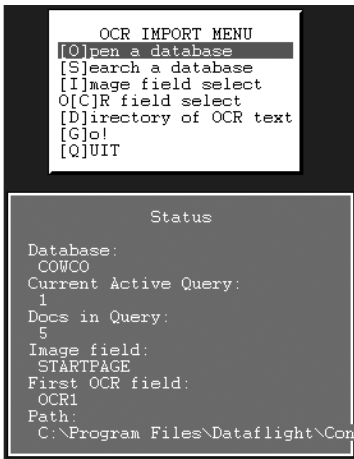 OCR IMPORT MENU
[O]pen a database
[S]earch a database
[I]mage field select
O[C]R field select
[D]irectory of OCR text
[G]o!
[Q]UIT
Status
Database:
COWCO
Current Active Query:
1
Docs in Query:
5
Image field:
STARTPAGE
First OCR field:
OCR1
Path:
C:\Program Files\Dataflight\Con